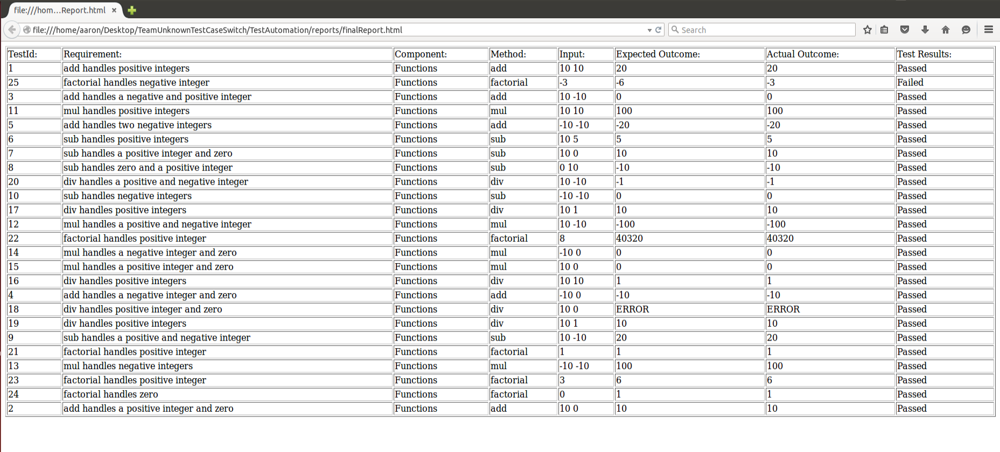 file:///hom...Report.html
file:///home/aaron/Desktop/TeamUnknownTestCaseSwitch/TestAutomation/reports/finalReport.html Search
TestId: Requirement: Component: Method: Input: Expected Outcome: Actual Outcome: Test Results:
1 add handles positive integers Functions add 10 10 20 20 Passed
25 factorial handles negative integer Functions factorial -3 -6 -3 Failed
3 add handles a negative and positive integer Functions add 10 -10 0 0 Passed
11 mul handles positive integers Functions mul 10 10 100 100 Passed
5 add handles two negative integers Functions add -10 -10 -20 -20 Passed
6 sub handles positive integers Functions sub 10 5 5 5 Passed
7 sub handles a positive integer and zero Functions sub 10 0 10 10 Passed
8 sub handles zero and a positive integer Functions sub 0 10 -10 -10 Passed
20 div handles a positive and negative integer Functions div 10 -10 -1 -1 Passed
10 sub handles negative integers Functions sub -10 -10 0 0 Passed
17 div handles positive integers Functions div 10 1 10 10 Passed
12 mul handles a positive and negative integer Functions mul 10 -10 -100 -100 Passed
22 factorial handles positive integer Functions factorial 8 40320 40320 Passed
14 mul handles a negative integer and zero Functions mul -10 0 0 0 Passed
15 mul handles a positive integer and zero Functions mul 10 0 0 0 Passed
16 div handles positive integers Functions div 10 10 1 1 Passed
4 add handles a negative integer and zero Functions add -10 0 -10 -10 Passed
18 div handles positive integer and zero Functions div 10 0 ERROR ERROR Passed
19 div handles positive integers Functions div 10 1 10 10 Passed
9 sub handles a positive and negative integer Functions sub 10 -10 20 20 Passed
21 factorial handles positive integer Functions factorial 1 1 1 Passed
13 mul handles negative integers Functions mul -10 -10 100 100 Passed
23 factorial handles positive integer Functions factorial 3 6 6 Passed
24 factorial handles zero Functions factorial 0 1 1 Passed
2 add handles a positive integer and zero Functions add 10 0 10 10 Passed